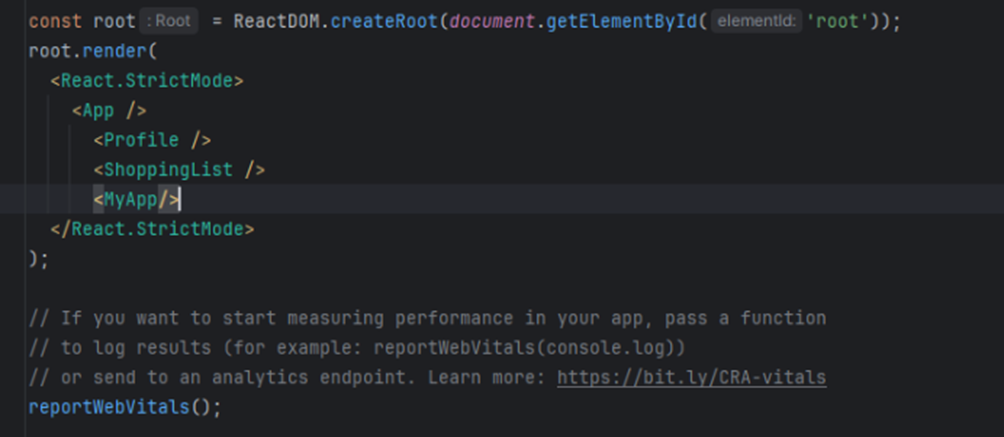 const root : Root = ReactDOM.createRoot(document.getElementById( elementId: 'root'));
root.render(
  <React.StrictMode>
    <App />
      <Profile />
      <ShoppingList />
      <MyApp/>
  </React.StrictMode>
);

// If you want to start measuring performance in your app, pass a function
// to log results (for example: reportWebVitals(console.log))
// or send to an analytics endpoint. Learn more: https://bit.ly/CRA-vitals
reportWebVitals();